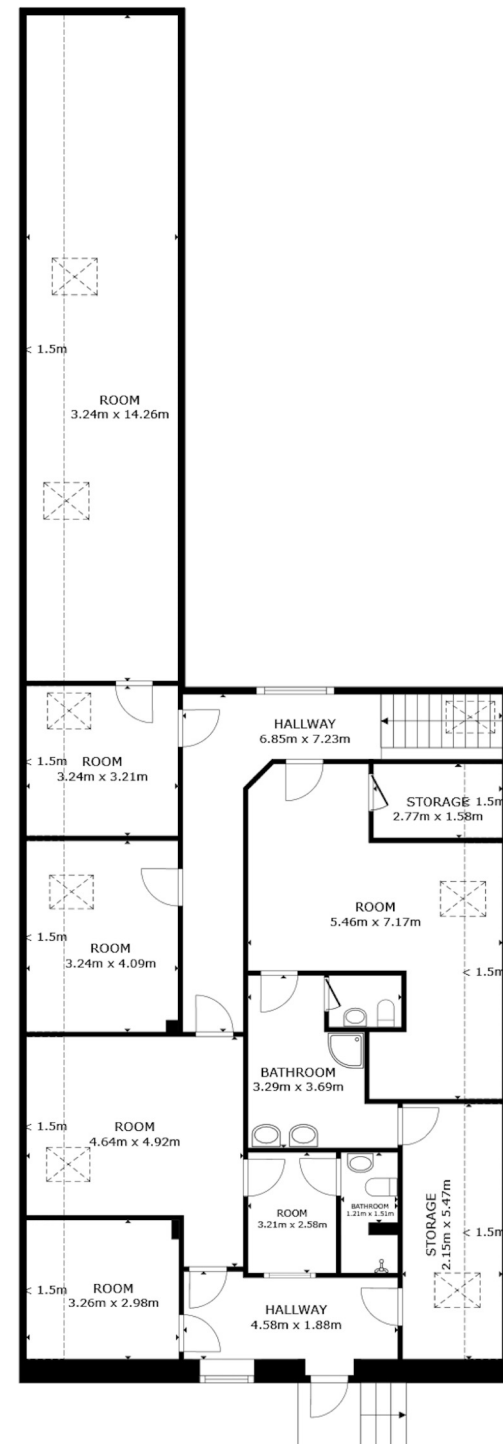 < 1.5m
ROOM
3.24m x 14.26m
HALLWAY
6.85m x 7.23m
< 1.5m
ROOM
3.24m x 3.21m
STORAGE
1.5m
2.77m x 1.58m
ROOM
5.46m x 7.17m
< 1.5m
ROOM
3.24m x 4.09m
< 1.5m
BATHROOM
3.29m x 3.69m
< 1.5m
ROOM
4.64m x 4.92m
BATHROOM
1.21m x 1.51m
ROOM
3.21m x 2.58m
STORAGE
2.15m x 5.47m
< 1.5m
< 1.5m
ROOM
3.26m x 2.98m
HALLWAY
4.58m x 1.88m